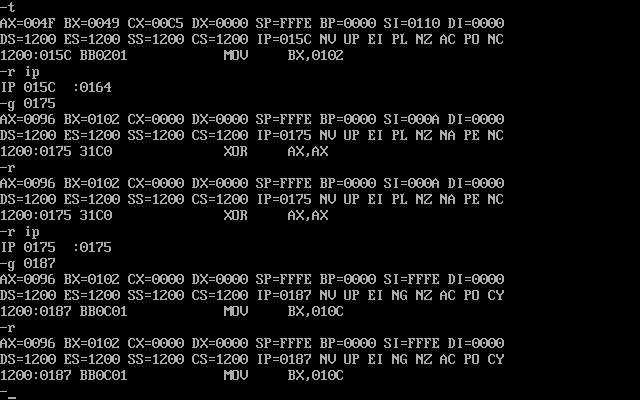 -t
AX=004F BX=0049 CX=00C5 DX=0000 SP=FFFE BP=0000 SI=0110 DI=0000
DS=1200 ES=1200 SS=1200 CS=1200 IP=015C NV UP EI PL NZ AC PO NC
1200:015C BB0201 MOV BX,0102
-r ip
IP 015C :0164
-g 0175
AX=0096 BX=0102 CX=0000 DX=0000 SP=FFFE BP=0000 SI=000A DI=0000
DS=1200 ES=1200 SS=1200 CS=1200 IP=0175 NV UP EI PL NZ NA PE NC
1200:0175 31C0 XOR AX,AX
-r
AX=0096 BX=0102 CX=0000 DX=0000 SP=FFFE BP=0000 SI=000A DI=0000
DS=1200 ES=1200 SS=1200 CS=1200 IP=0175 NV UP EI PL NZ NA PE NC
1200:0175 31C0 XOR AX,AX
-r ip
IP 0175 :0175
-g 0187
AX=0096 BX=0102 CX=0000 DX=0000 SP=FFFE BP=0000 SI=FFFE DI=0000
DS=1200 ES=1200 SS=1200 CS=1200 IP=0187 NV UP EI NG NZ AC PO CY
1200:0187 BB0C01 MOV BX,010C
-r
AX=0096 BX=0102 CX=0000 DX=0000 SP=FFFE BP=0000 SI=FFFE DI=0000
DS=1200 ES=1200 SS=1200 CS=1200 IP=0187 NV UP EI NG NZ AC PO CY
1200:0187 BB0C01 MOV BX,010C
-_